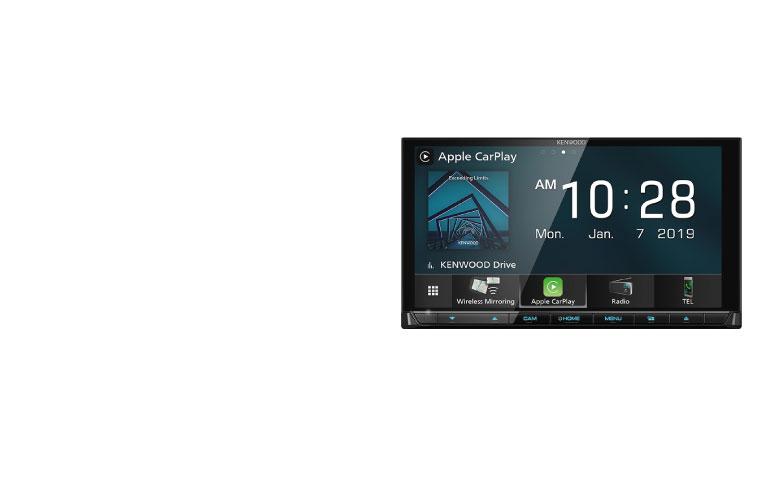 KENWOOD
Apple CarPlay
Exceeding Limits
KENWOOD
KENWOOD Drive
AM 10:28
Mon. Jan. 7 2019
Wireless Mirroring
Apple CarPlay
Radio
TEL
CAM
HOME
MENU